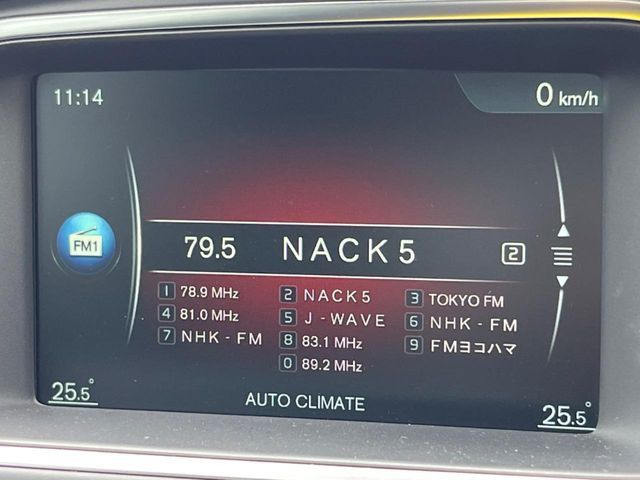 11:14
0 km/h
FM1
79.5 NACK5 2
1 78.9 MHz 2 NACK5 3 TOKYO FM
4 81.0 MHz 5 J-WAVE 6 NHK-FM
7 NHK-FM 8 83.1 MHz 9 FMヨコハマ
0 89.2 MHz
25.5° AUTO CLIMATE 25.5°